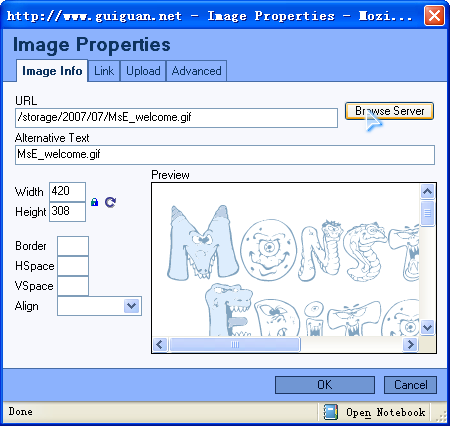 http://www.guiguan.net - Image Properties - Mozi...
Image Properties
Image Info Link Upload Advanced
URL
/storage/2007/07/MsE_welcome.gif Browse Server
Alternative Text
MsE_welcome.gif
Width 420
Height 308
Border
HSpace
VSpace
Align
Preview
MONST
EDITO
OK Cancel
Done Open Notebook